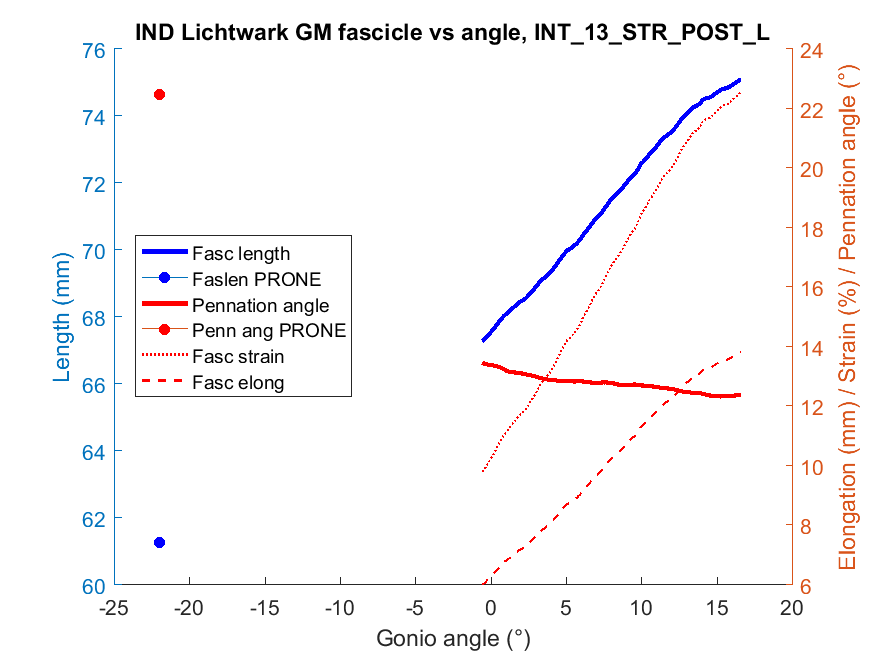 IND Lichtwark GM fascicle vs angle, INT_13_STR_POST_L
76
74
72
70
68
66
64
62
60
Length (mm)
24
22
20
18
16
14
12
10
8
6
Elongation (mm) / Strain (%) / Pennation angle (°)
Fasc length
Faslen PRONE
Pennation angle
Penn ang PRONE
Fasc strain
Fasc elong
-25 -20 -15 -10 -5 0 5 10 15 20
Gonio angle (°)